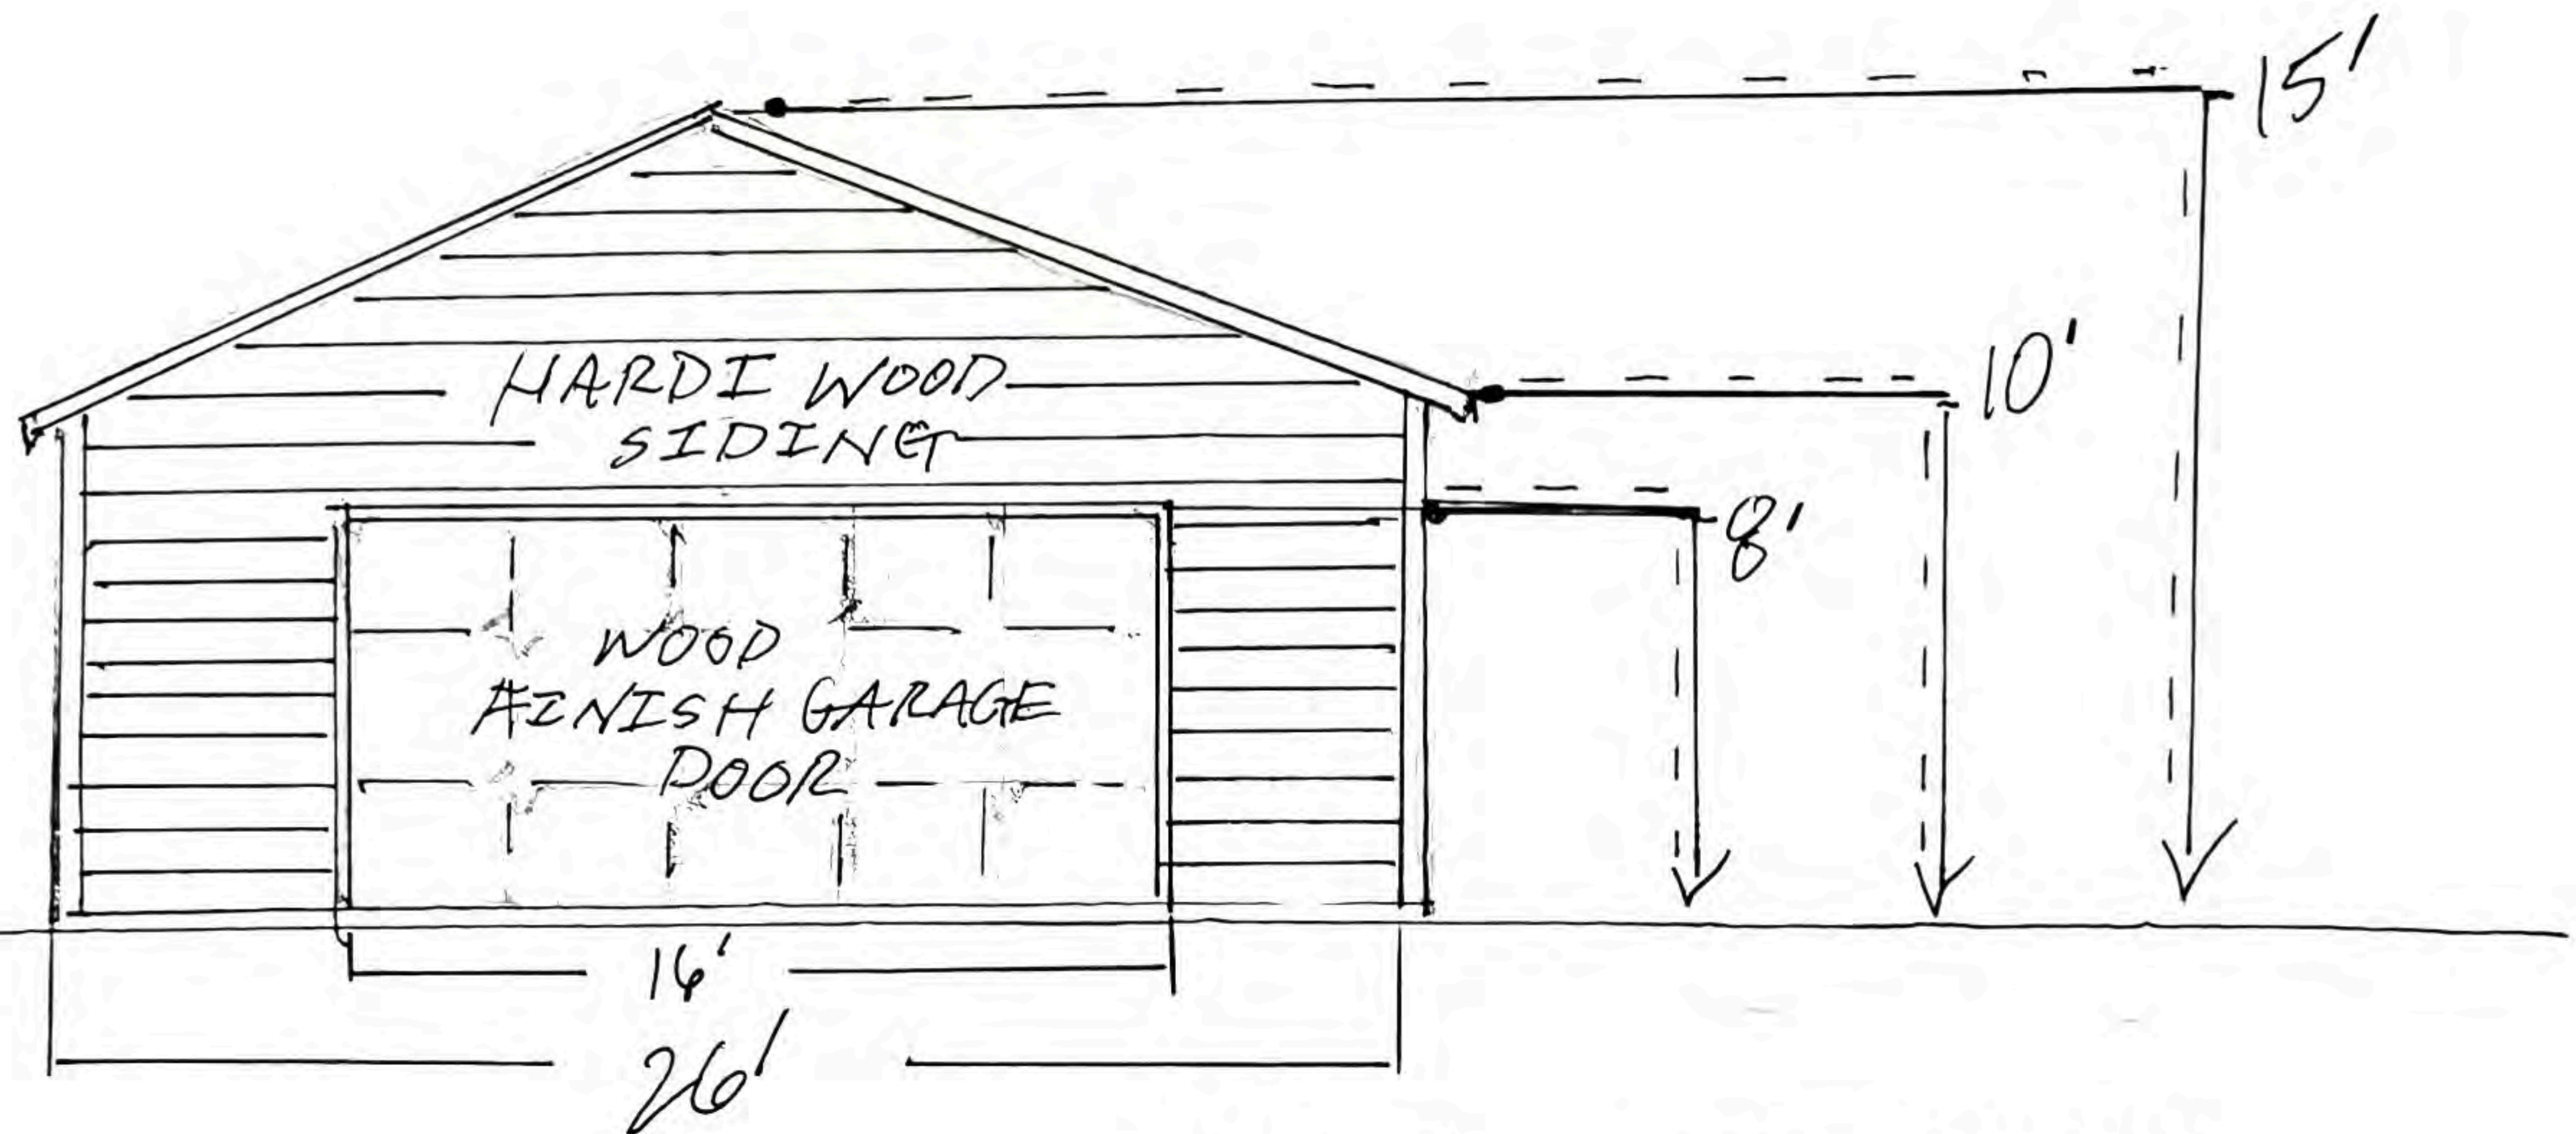 15'
10'
HARDI WOOD
SIDING
8'
WOOD
FINISH GARAGE
DOOR
16'
26'